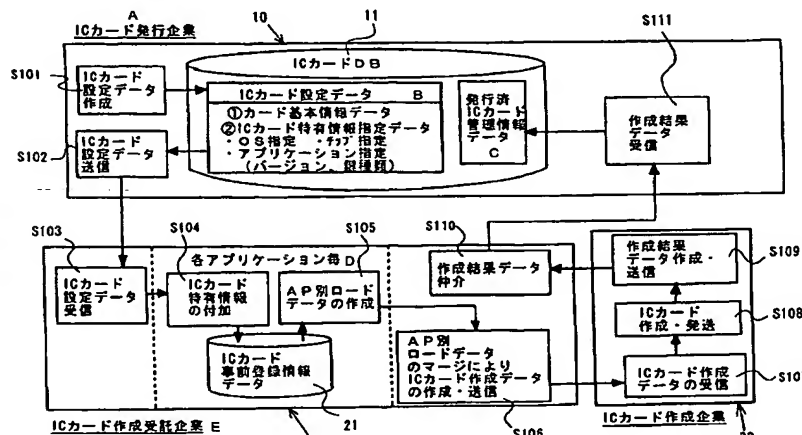 A
ICカード発行企業
10
11
S111
ICカードDB
S101
ICカード
設定データ
作成
ICカード設定データ B
①カード基本情報データ
②ICカード特有情報指定データ
・OS指定 ・チップ指定
・アプリケーション指定
発行済
ICカード
管理情報
データ
C
作成結果
データ
受信
S102
ICカード
設定データ
送信
S103
S104
S105
S110
各アプリケーション毎D
ICカード
設定データ
受信
ICカード
特有情報
の付加
AP別ロード
データの作成
作成結果データ
仲介
作成結果
データ作成・
送信
S109
ICカード
作成・発送
S108
ICカード
事前登録情報
データ
AP別
ロードデータ
のマージにより
ICカード作成データ
の作成・送信
ICカード作成
データの受信
S10
21
ICカード作成受託企業 E
S106
ICカード作成企業